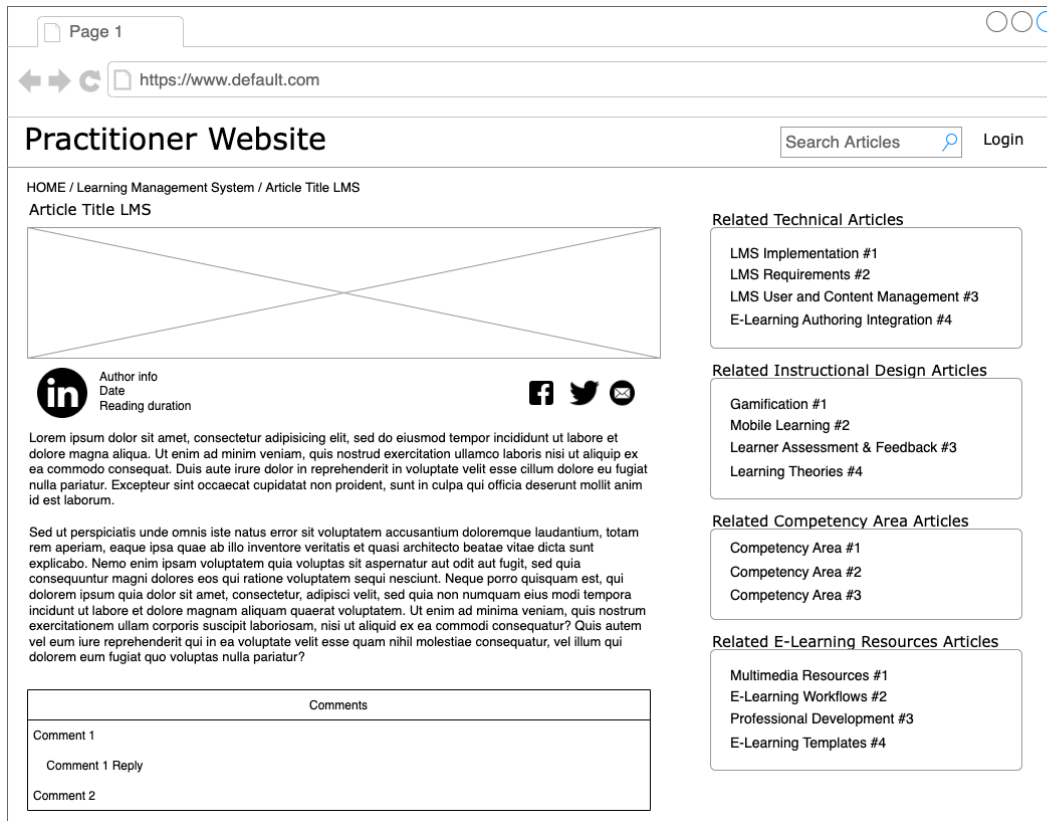 Page 1
https://www.default.com
Practitioner Website
Search Articles
Login
HOME / Learning Management System / Article Title LMS
Article Title LMS
in
Author info
Date
Reading duration
Lorem ipsum dolor sit amet, consectetur adipisicing elit, sed do eiusmod tempor incididunt ut labore et
dolore magna aliqua. Ut enim ad minim veniam, quis nostrud exercitation ullamco laboris nisi ut aliquip ex
ea commodo consequat. Duis aute irure dolor in reprehenderit in voluptate velit esse cillum dolore eu fugiat
nulla pariatur. Excepteur sint occaecat cupidatat non proident, sunt in culpa qui officia deserunt mollit anim
id est laborum.
Sed ut perspiciatis unde omnis iste natus error sit voluptatem accusantium doloremque laudantium, totam
rem aperiam, eaque ipsa quae ab illo inventore veritatis et quasi architecto beatae vitae dicta sunt
explicabo. Nemo enim ipsam voluptatem quia voluptas sit aspernatur aut odit aut fugit, sed quia
consequuntur magni dolores eos qui ratione voluptatem sequi nesciunt. Neque porro quisquam est, qui
dolorem ipsum quia dolor sit amet, consectetur, adipisci velit, sed quia non numquam eius modi tempora
incidunt ut labore et dolore magnam aliquam quaerat voluptatem. Ut enim ad minima veniam, quis nostrum
exercitationem ullam corporis suscipit laboriosam, nisi ut aliquid ex ea commodi consequatur? Quis autem
vel eum iure reprehenderit qui in ea voluptate velit esse quam nihil molestiae consequatur, vel illum qui
dolorem eum fugiat quo voluptas nulla pariatur?
Comments
Comment 1
Comment 1 Reply
Comment 2
Related Technical Articles
LMS Implementation #1
LMS Requirements #2
LMS User and Content Management #3
E-Learning Authoring Integration #4
Related Instructional Design Articles
Gamification #1
Mobile Learning #2
Learner Assessment & Feedback #3
Learning Theories #4
Related Competency Area Articles
Competency Area #1
Competency Area #2
Competency Area #3
Related E-Learning Resources Articles
Multimedia Resources #1
E-Learning Workflows #2
Professional Development #3
E-Learning Templates #4